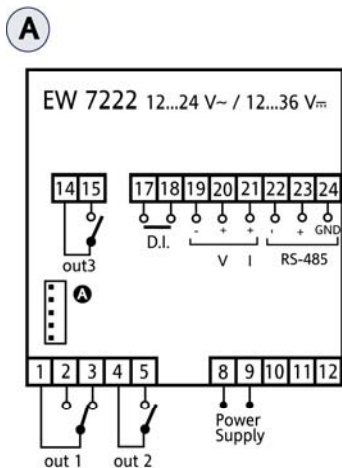 A
EW 7222 12...24 V~ / 12...36 V⎓
14 15 17 18 19 20 21 22 23 24
- + + - + GND
D.I. V I RS-485
out3
A
1 2 3 4 5 8 9 10 11 12
Power
Supply
out 1 out 2